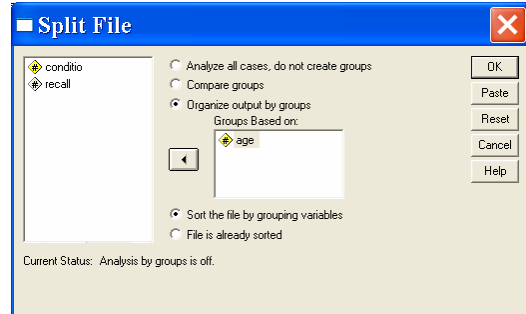 Split File
conditio
recall
Analyze all cases, do not create groups
Compare groups
Organize output by groups
Groups Based on:
age
Sort the file by grouping variables
File is already sorted
OK
Paste
Reset
Cancel
Help
Current Status: Analysis by groups is off.